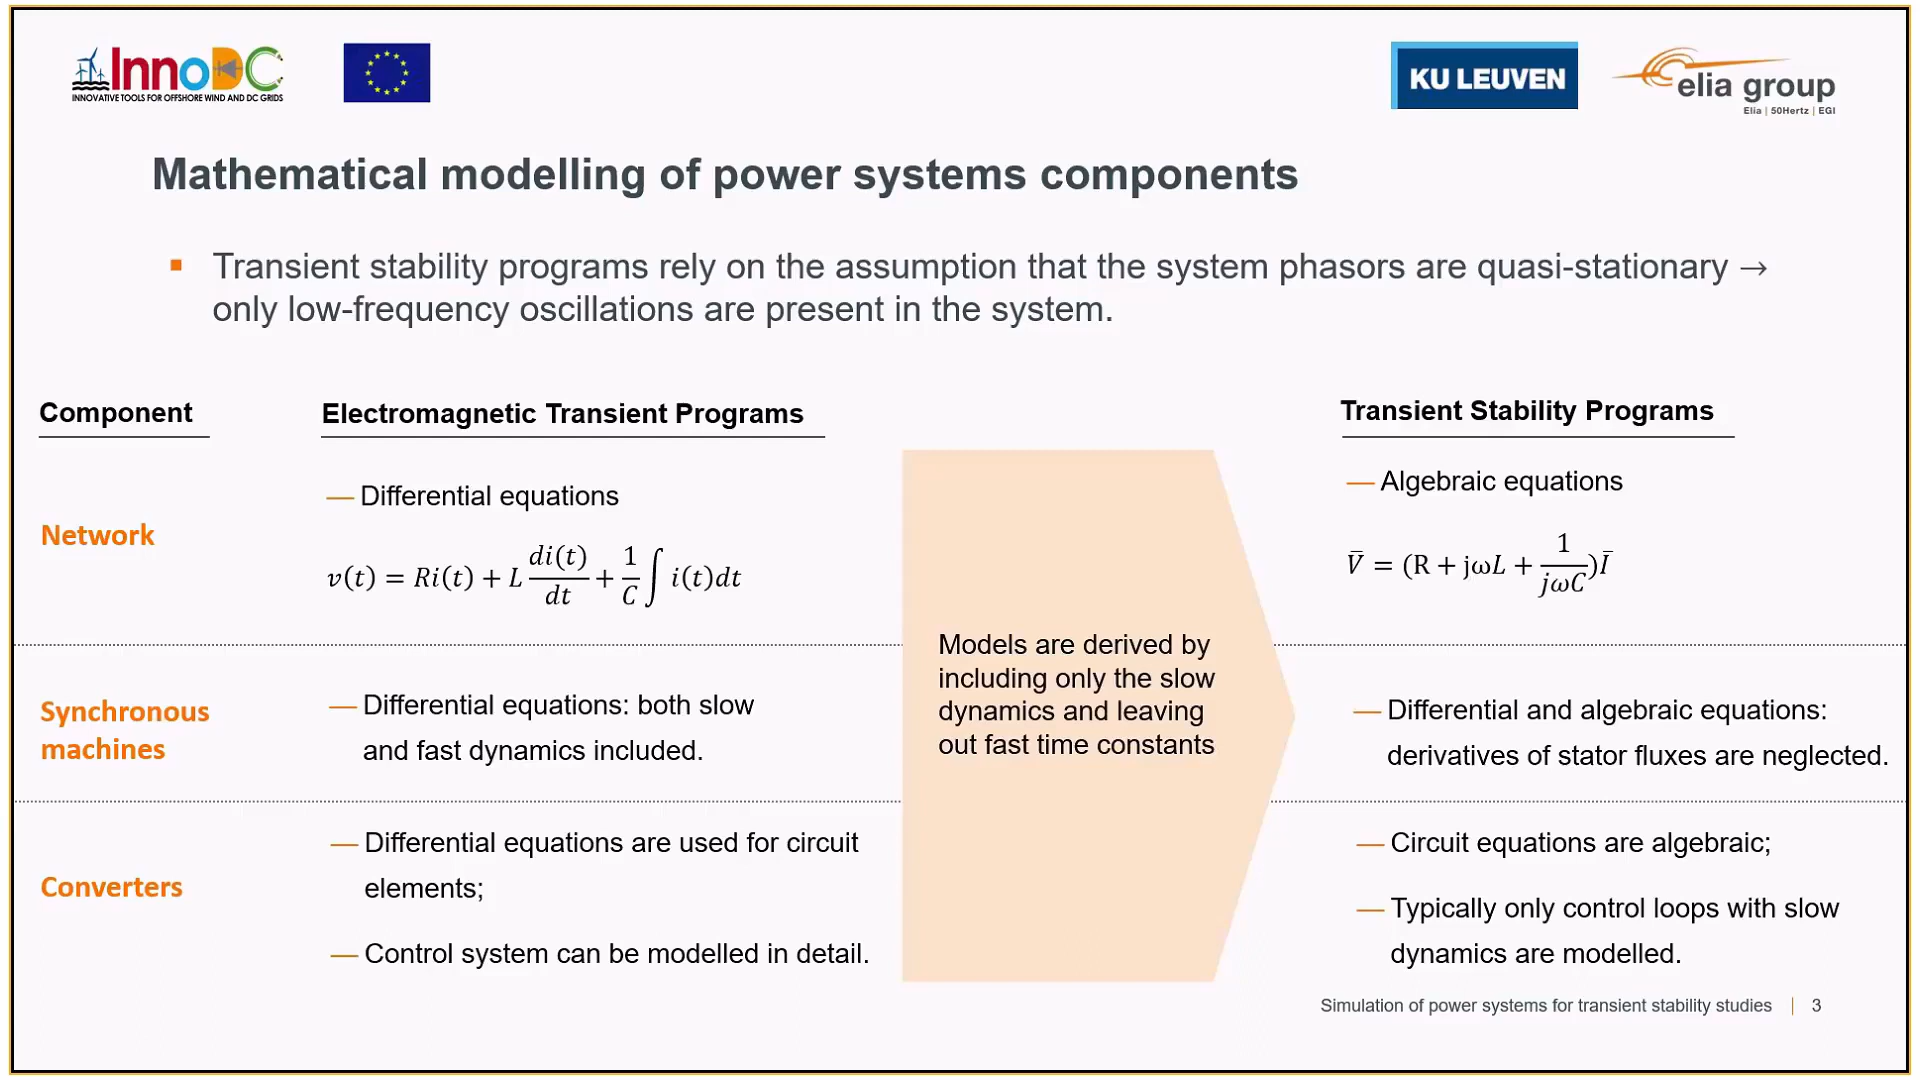 InnoDC
INNOVATIVE TOOLS FOR OFFSHORE WIND AND DC GRIDS
KU LEUVEN
elia group
Elia | 50Hertz | EGI
Mathematical modelling of power systems components
▪ Transient stability programs rely on the assumption that the system phasors are quasi-stationary →
only low-frequency oscillations are present in the system.
Component
Electromagnetic Transient Programs
Transient Stability Programs
Network
— Differential equations
v(t) = Ri(t) + L di(t)/dt + 1/C ∫ i(t)dt
— Algebraic equations
V̅ = (R + jωL + 1/jωC)I̅
Models are derived by
including only the slow
dynamics and leaving
out fast time constants
Synchronous
machines
— Differential equations: both slow
and fast dynamics included.
— Differential and algebraic equations:
derivatives of stator fluxes are neglected.
Converters
— Differential equations are used for circuit
elements;
— Control system can be modelled in detail.
— Circuit equations are algebraic;
— Typically only control loops with slow
dynamics are modelled.
Simulation of power systems for transient stability studies | 3